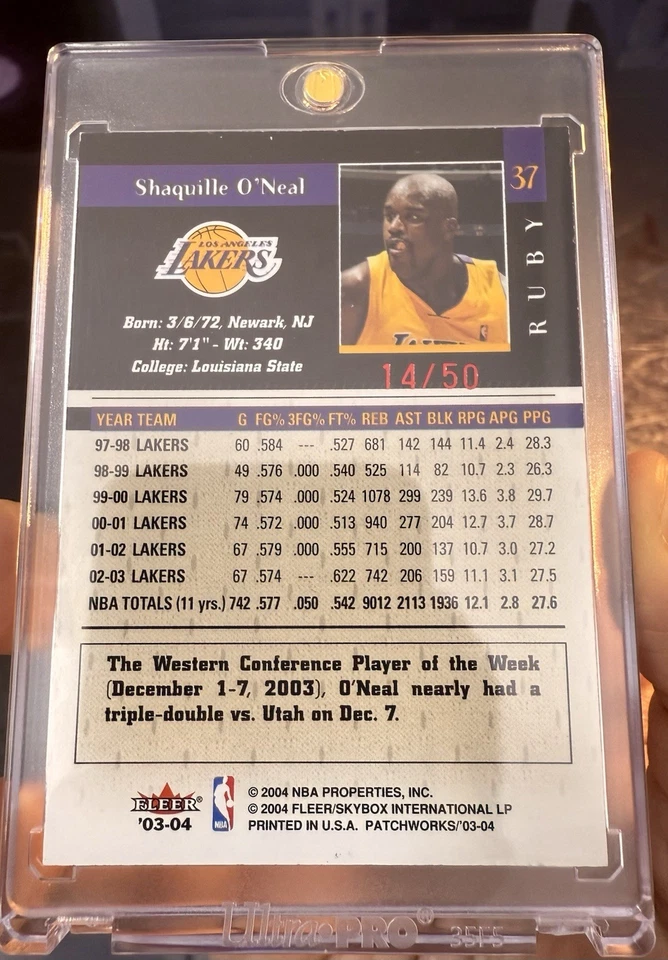 Shaquille O'Neal
37
RUBY
LOS ANGELES
LAKERS
Born: 3/6/72, Newark, NJ
Ht: 7'1" - Wt: 340
College: Louisiana State
14/50
YEAR TEAM G FG% 3FG% FT% REB AST BLK RPG APG PPG
97-98 LAKERS 60 .584 --- .527 681 142 144 11.4 2.4 28.3
98-99 LAKERS 49 .576 .000 .540 525 114 82 10.7 2.3 26.3
99-00 LAKERS 79 .574 .000 .524 1078 299 239 13.6 3.8 29.7
00-01 LAKERS 74 .572 .000 .513 940 277 204 12.7 3.7 28.7
01-02 LAKERS 67 .579 .000 .555 715 200 137 10.7 3.0 27.2
02-03 LAKERS 67 .574 --- .622 742 206 159 11.1 3.1 27.5
NBA TOTALS (11 yrs.) 742 .577 .050 .542 9012 2113 1936 12.1 2.8 27.6
The Western Conference Player of the Week
(December 1-7, 2003), O'Neal nearly had a
triple-double vs. Utah on Dec. 7.
FLEER®
'03-04
NBA
© 2004 NBA PROPERTIES, INC.
© 2004 FLEER/SKYBOX INTERNATIONAL LP
PRINTED IN U.S.A. PATCHWORKS/'03-04
Ultra•PRO® 35FS